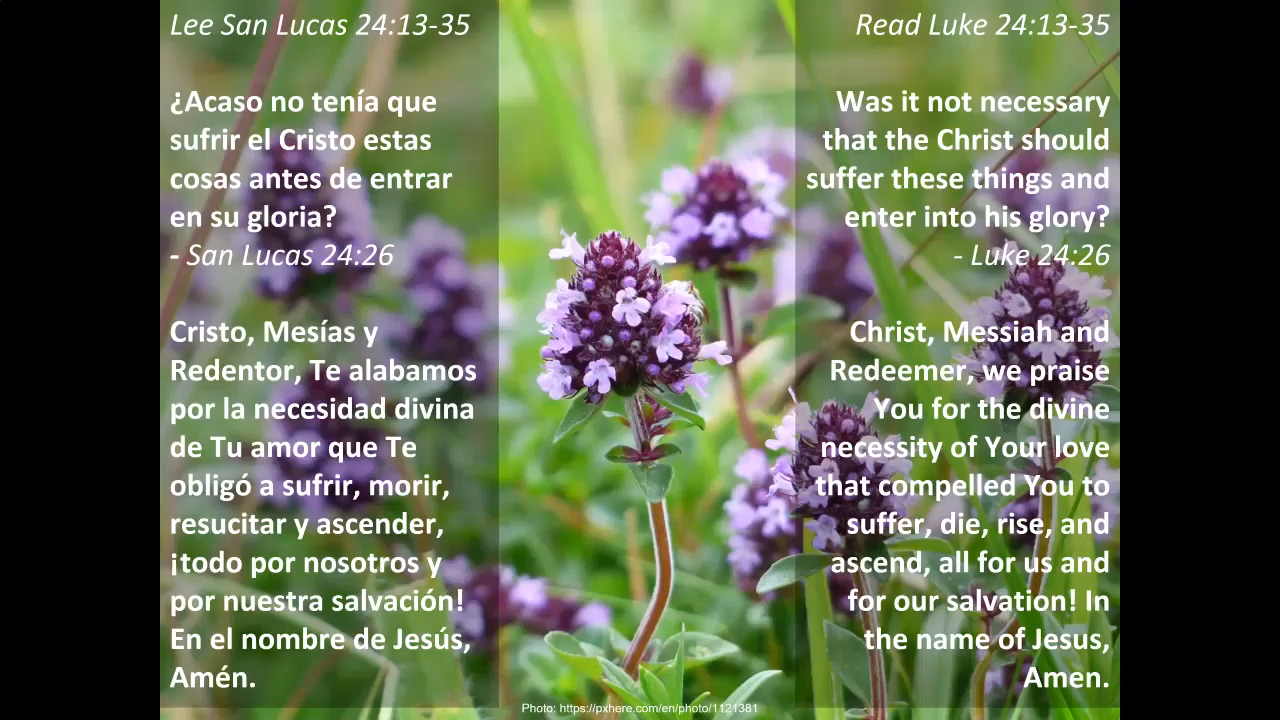 Lee San Lucas 24:13-35
¿Acaso no tenía que
sufrir el Cristo estas
cosas antes de entrar
en su gloria?
- San Lucas 24:26
Cristo, Mesías y
Redentor, Te alabamos
por la necesidad divina
de Tu amor que Te
obligó a sufrir, morir,
resucitar y ascender,
¡todo por nosotros y
por nuestra salvación!
En el nombre de Jesús,
Amén.
Read Luke 24:13-35
Was it not necessary
that the Christ should
suffer these things and
enter into his glory?
- Luke 24:26
Christ, Messiah and
Redeemer, we praise
You for the divine
necessity of Your love
that compelled You to
suffer, die, rise, and
ascend, all for us and
for our salvation! In
the name of Jesus,
Amen.
Photo: https://pxhere.com/en/photo/1121381